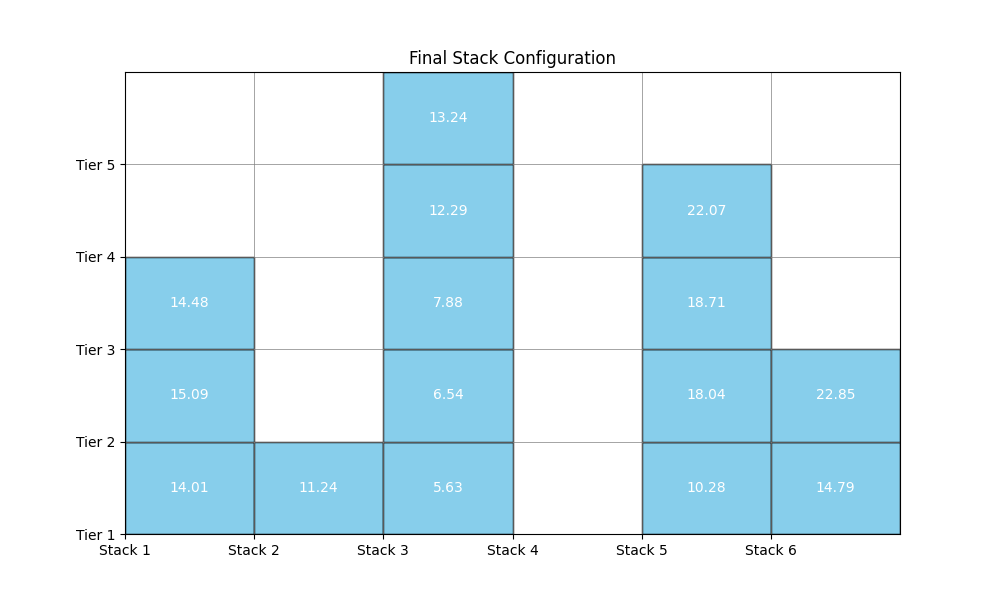 Final Stack Configuration
13.24
Tier 5
12.29 22.07
Tier 4
14.48 7.88 18.71
Tier 3
15.09 6.54 18.04 22.85
Tier 2
14.01 11.24 5.63 10.28 14.79
Tier 1
Stack 1 Stack 2 Stack 3 Stack 4 Stack 5 Stack 6